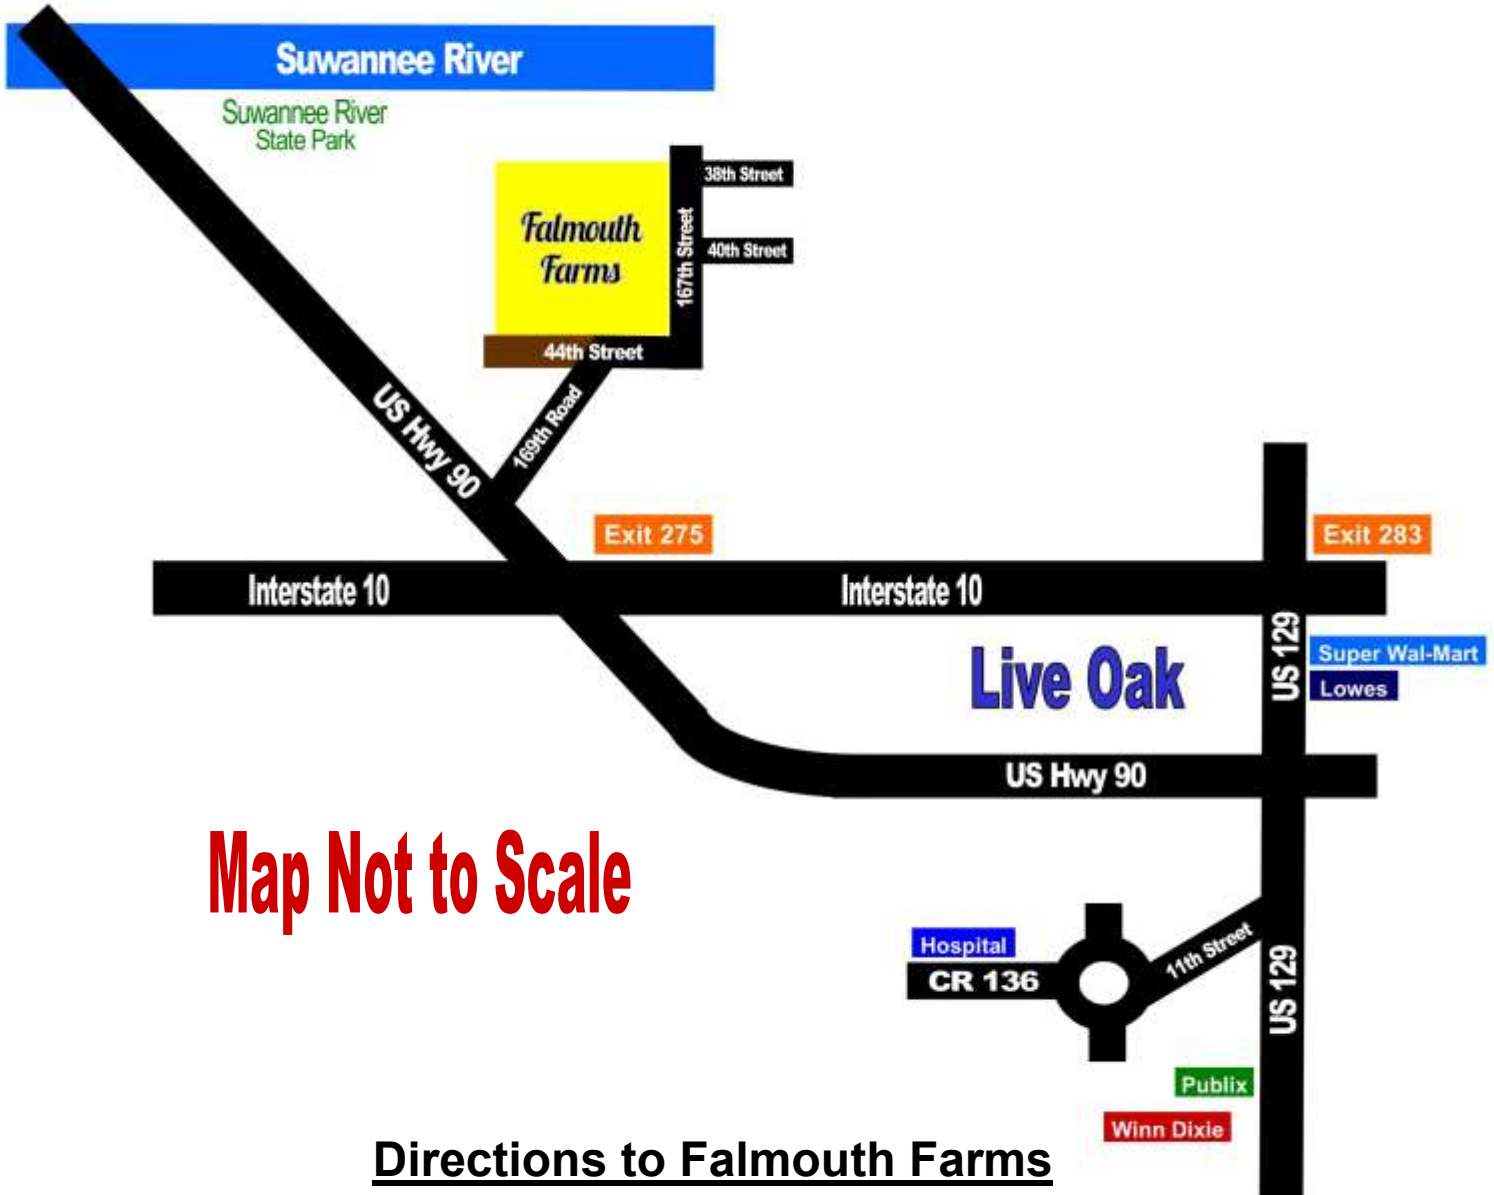 Suwannee River
Suwannee River
State Park
38th Street
Falmouth
Farms
167th Street
40th Street
44th Street
169th Road
US Hwy 90
Exit 275
Exit 283
Interstate 10
Interstate 10
US 129
Super Wal-Mart
Live Oak
Lowes
US Hwy 90
Map Not to Scale
Hospital
11th Street
CR 136
US 129
Publix
Winn Dixie
Directions to Falmouth Farms